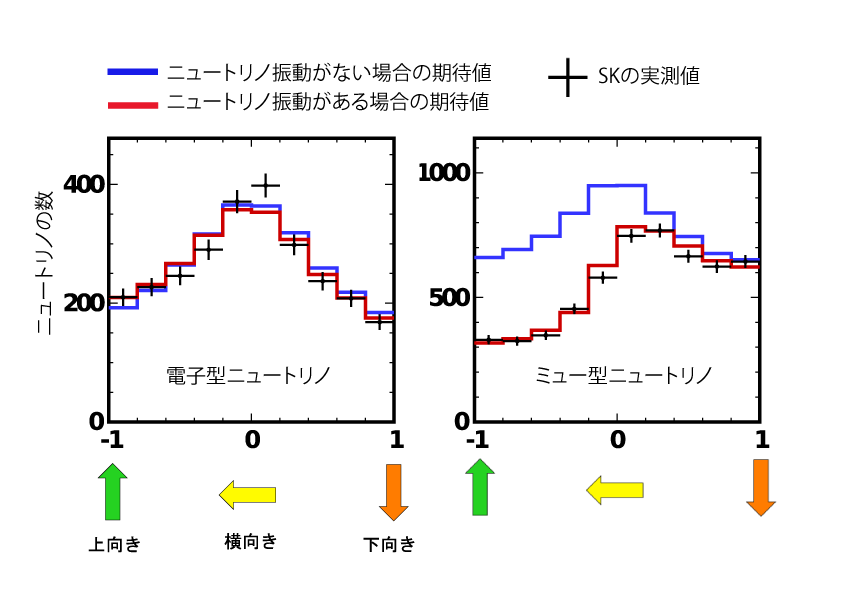 ニュートリノ振動がない場合の期待値
ニュートリノ振動がある場合の期待値
SKの実測値
ニュートリノの数
400
200
0
-1
0
1
電子型ニュートリノ
1000
500
0
-1
0
1
ミュー型ニュートリノ
上向き
横向き
下向き